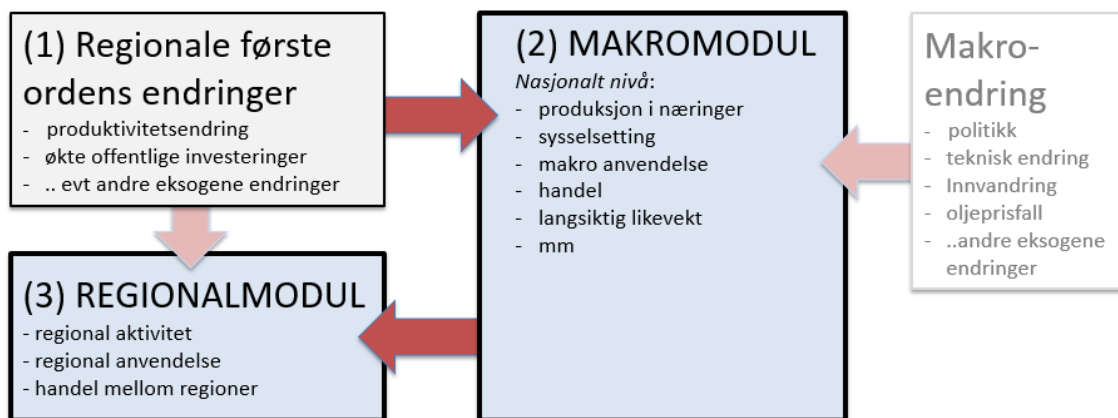 (1) Regionale første
ordens endringer
- produktivitetsendring
- økte offentlige investeringer
- .. evt andre eksogene endringer
(2) MAKROMODUL
Nasjonalt nivå:
- produksjon i næringer
- sysselsetting
- makro anvendelse
- handel
- langsiktig likevekt
- mm
Makro-
endring
- politikk
- teknisk endring
- Innvandring
- oljeprisfall
- ..andre eksogene
endringer
(3) REGIONALMODUL
- regional aktivitet
- regional anvendelse
- handel mellom regioner